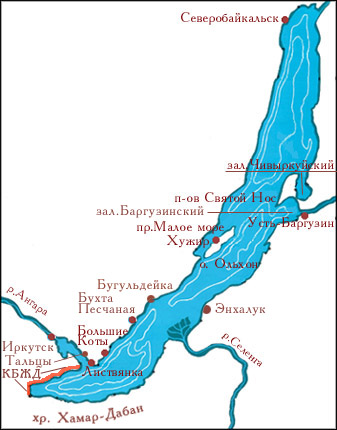 Северобайкальск
зал.Чивыркуйский
п-ов Святой Нос
зал.Баргузинский
Усть-Баргузин
пр.Малое море
Хужир
о. Ольхон
Бугульдейка
Бухта
Песчаная
Энхалук
р.Ангара
Большие
Коты
р.Селенга
Иркутск
Тальцы
КБЖД
Листвянка
хр. Хамар-Дабан